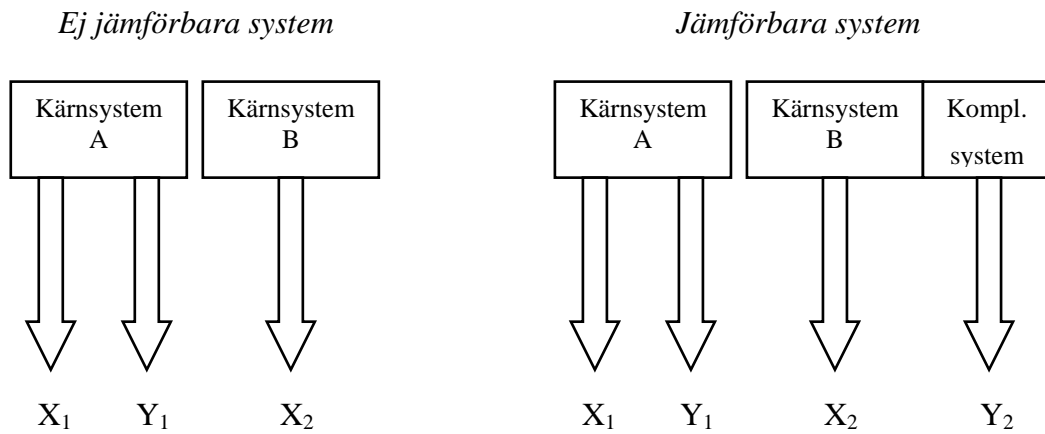 Ej jämförbara system
Kärnsystem
A
Kärnsystem
B
X1 Y1 X2
Jämförbara system
Kärnsystem
A
Kärnsystem
B
Kompl.
system
X1 Y1 X2 Y2